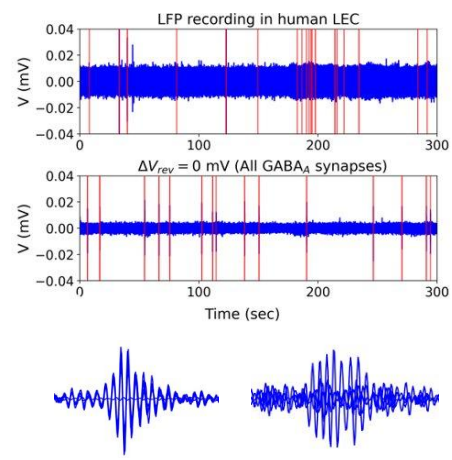 LFP recording in human LEC
V (mV)
0.04
0.02
0.00
−0.02
−0.04
0 100 200 300
ΔV_rev = 0 mV (All GABA_A synapses)
V (mV)
0.04
0.02
0.00
−0.02
−0.04
0 100 200 300
Time (sec)